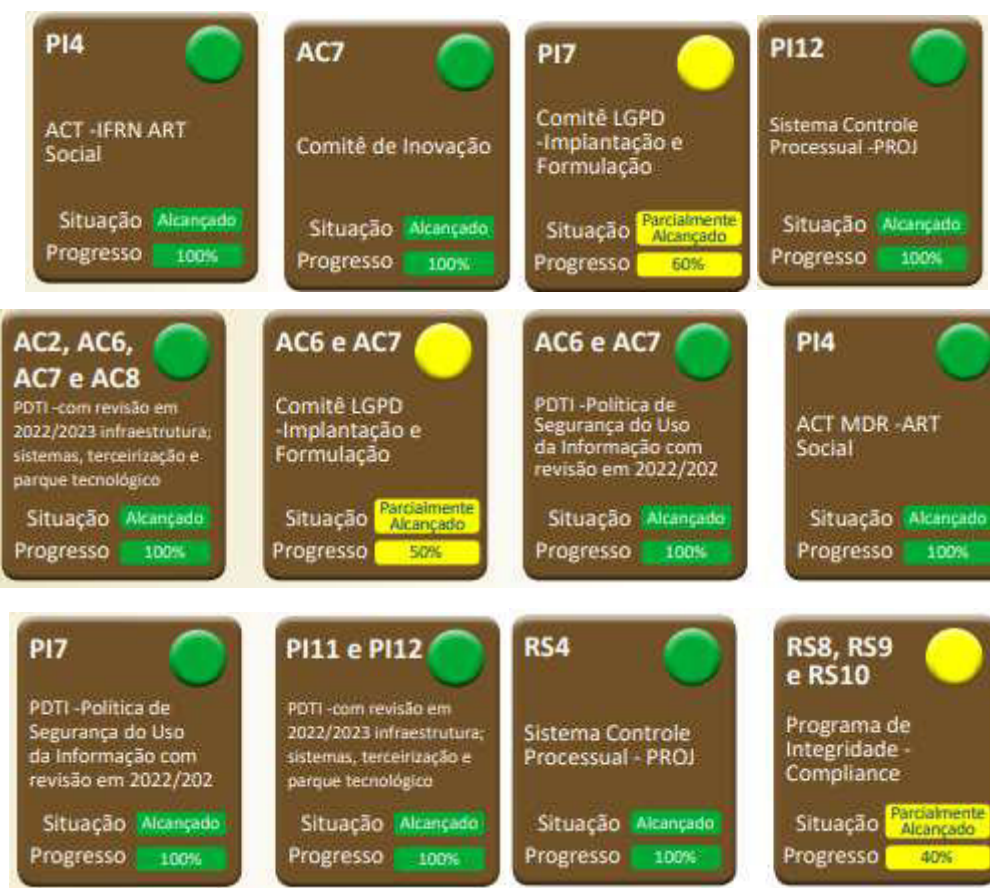 PI4
ACT -IFRN ART
Social
Situação Alcançado
Progresso 100%
AC7
Comitê de Inovação
Situação Alcançado
Progresso 100%
PI7
Comitê LGPD
-Implantação e
Formulação
Situação Parcialmente
Alcançado
Progresso 60%
PI12
Sistema Controle
Processual -PROJ
Situação Alcançado
Progresso 100%
AC2, AC6,
AC7 e AC8
PDTI -com revisão em
2022/2023 infraestrutura;
sistemas, terceirização e
parque tecnológico
Situação Alcançado
Progresso 100%
AC6 e AC7
Comitê LGPD
-Implantação e
Formulação
Situação Parcialmente
Alcançado
Progresso 50%
AC6 e AC7
PDTI -Política de
Segurança do Uso
da Informação com
revisão em 2022/202
Situação Alcançado
Progresso 100%
PI4
ACT MDR -ART
Social
Situação Alcançado
Progresso 100%
PI7
PDTI -Política de
Segurança do Uso
da Informação com
revisão em 2022/202
Situação Alcançado
Progresso 100%
PI11 e PI12
PDTI -com revisão em
2022/2023 infraestrutura;
sistemas, terceirização e
parque tecnológico
Situação Alcançado
Progresso 100%
RS4
Sistema Controle
Processual - PROJ
Situação Alcançado
Progresso 100%
RS8, RS9
e RS10
Programa de
Integridade -
Compliance
Situação Parcialmente
Alcançado
Progresso 40%